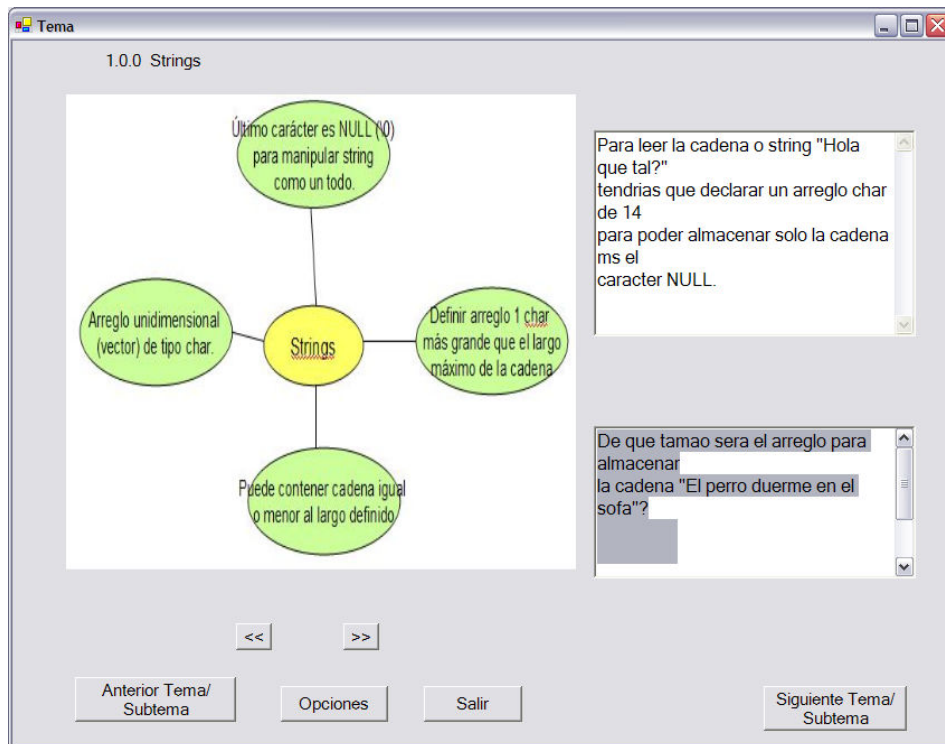 Tema
1.0.0 Strings
Último carácter es NULL (\0)
para manipular string
como un todo.
Arreglo unidimensional
(vector) de tipo char.
Strings
Definir arreglo 1 char
más grande que el largo
máximo de la cadena
Puede contener cadena igual
o menor al largo definido
Para leer la cadena o string "Hola
que tal?"
tendrias que declarar un arreglo char
de 14
para poder almacenar solo la cadena
ms el
caracter NULL.
De que tamao sera el arreglo para
almacenar
la cadena "El perro duerme en el
sofa"?
<<
>>
Anterior Tema/
Subtema
Opciones
Salir
Siguiente Tema/
Subtema